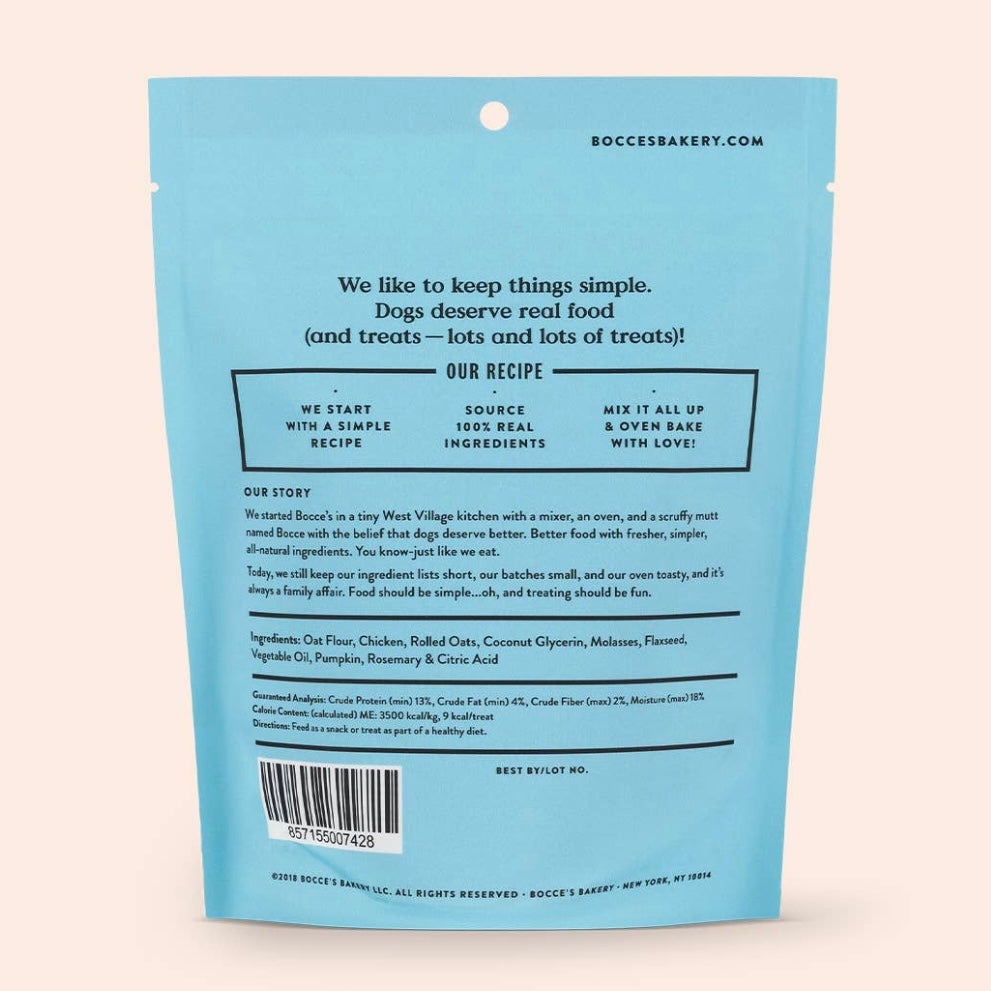 BOCCESBAKERY.COM
We like to keep things simple.
Dogs deserve real food
(and treats — lots and lots of treats)!
OUR RECIPE
WE START
WITH A SIMPLE
RECIPE
SOURCE
100% REAL
INGREDIENTS
MIX IT ALL UP
& OVEN BAKE
WITH LOVE!
OUR STORY
We started Bocce's in a tiny West Village kitchen with a mixer, an oven, and a scruffy mutt
named Bocce with the belief that dogs deserve better. Better food with fresher, simpler,
all-natural ingredients. You know-just like we eat.
Today, we still keep our ingredient lists short, our batches small, and our oven toasty, and it's
always a family affair. Food should be simple...oh, and treating should be fun.
Ingredients: Oat Flour, Chicken, Rolled Oats, Coconut Glycerin, Molasses, Flaxseed,
Vegetable Oil, Pumpkin, Rosemary & Citric Acid
Guaranteed Analysis: Crude Protein (min) 13%, Crude Fat (min) 4%, Crude Fiber (max) 2%, Moisture (max) 18%
Calorie Content: (calculated) ME: 3500 kcal/kg, 9 kcal/treat
Directions: Feed as a snack or treat as part of a healthy diet.
BEST BY/LOT NO.
857155007428
©2018 BOCCE'S BAKERY LLC. ALL RIGHTS RESERVED · BOCCE'S BAKERY · NEW YORK, NY 10014